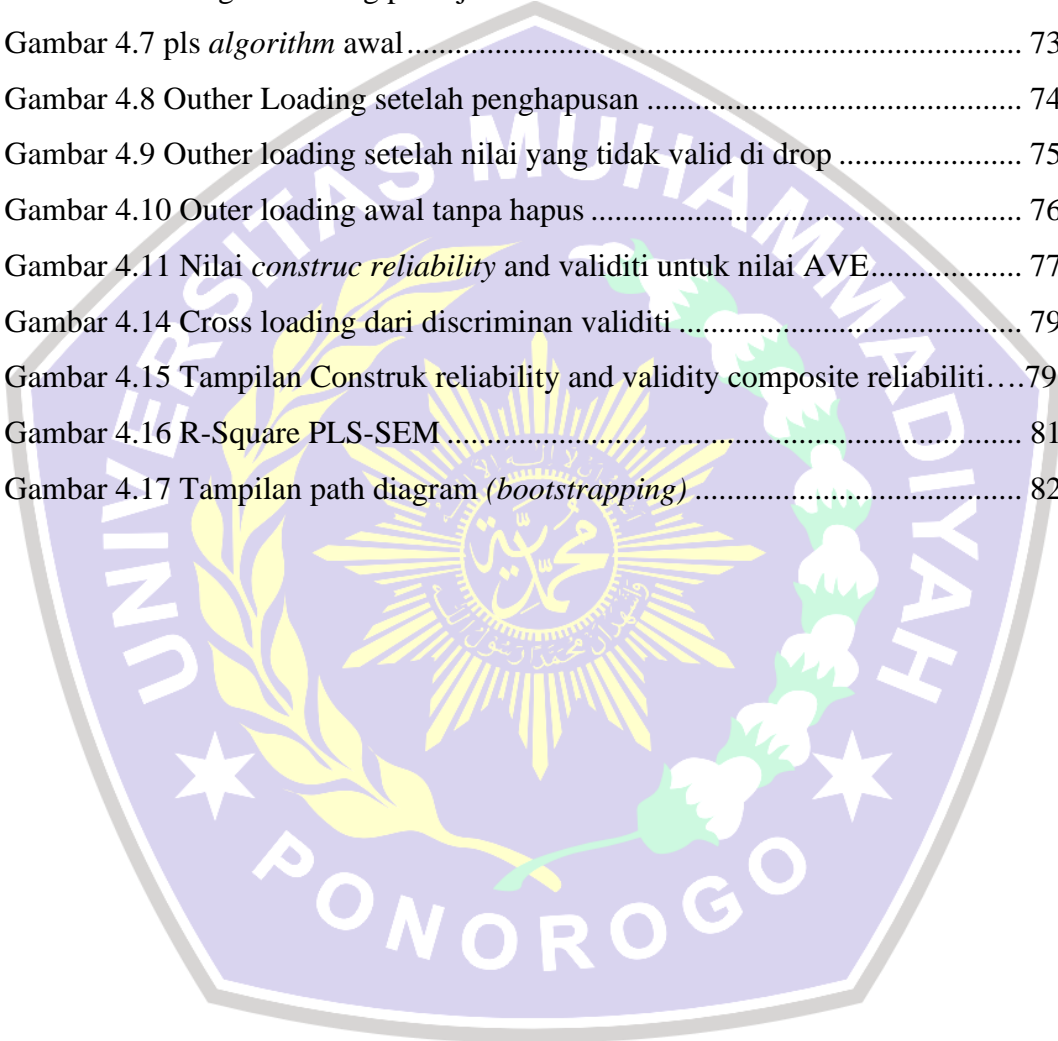 Gambar 4.7 pls algorithm awal........................................................................ 73
Gambar 4.8 Outher Loading setelah penghapusan ............................................ 74
Gambar 4.9 Outher loading setelah nilai yang tidak valid di drop ..................... 75
Gambar 4.10 Outer loading awal tanpa hapus................................................... 76
Gambar 4.11 Nilai construc reliability and validiti untuk nilai AVE................. 77
Gambar 4.14 Cross loading dari discriminan validiti ........................................ 79
Gambar 4.15 Tampilan Construk reliability and validity composite reliabiliti….79
Gambar 4.16 R-Square PLS-SEM .................................................................... 81
Gambar 4.17 Tampilan path diagram (bootstrapping) ...................................... 82
UNIVERSITAS MUHAMMADIYAH
PONOROGO